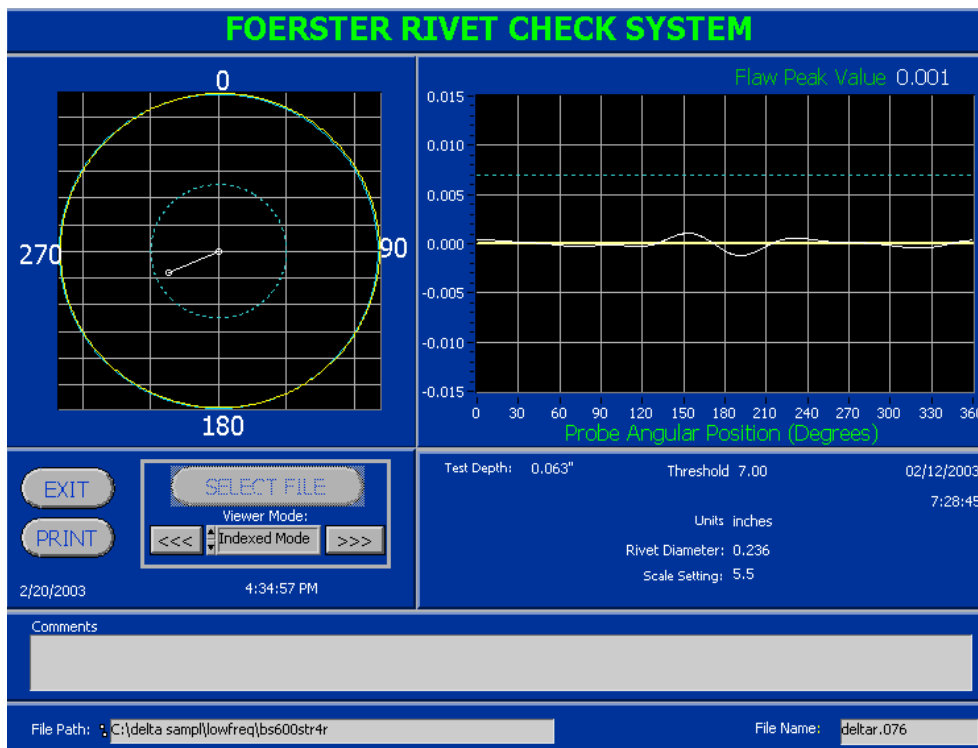 FOERSTER RIVET CHECK SYSTEM
0
270
90
180
Flaw Peak Value 0.001
0.015
0.010
0.005
0.000
-0.005
-0.010
-0.015
0 30 60 90 120 150 180 210 240 270 300 330 360
Probe Angular Position (Degrees)
EXIT
PRINT
SELECT FILE
Viewer Mode:
<<< Indexed Mode >>>
2/20/2003 4:34:57 PM
Test Depth: 0.063" Threshold 7.00 02/12/2003
7:28:45
Units inches
Rivet Diameter: 0.236
Scale Setting: 5.5
Comments
File Path: C:\delta sampl\lowfreq\bs600str4r File Name: deltar.076